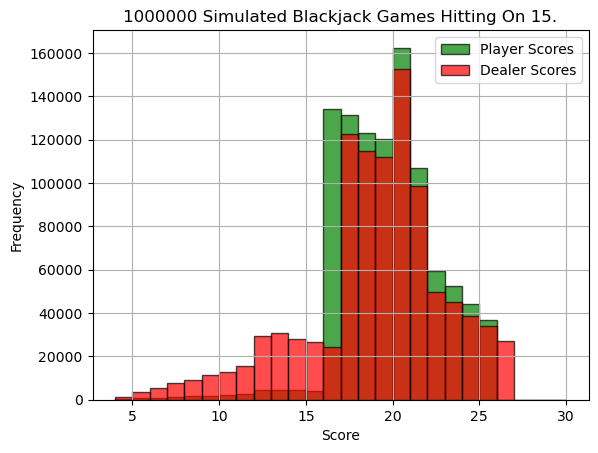 1000000 Simulated Blackjack Games Hitting On 15.
Player Scores
Dealer Scores
160000
140000
120000
100000
80000
60000
40000
20000
0
Frequency
5 10 15 20 25 30
Score